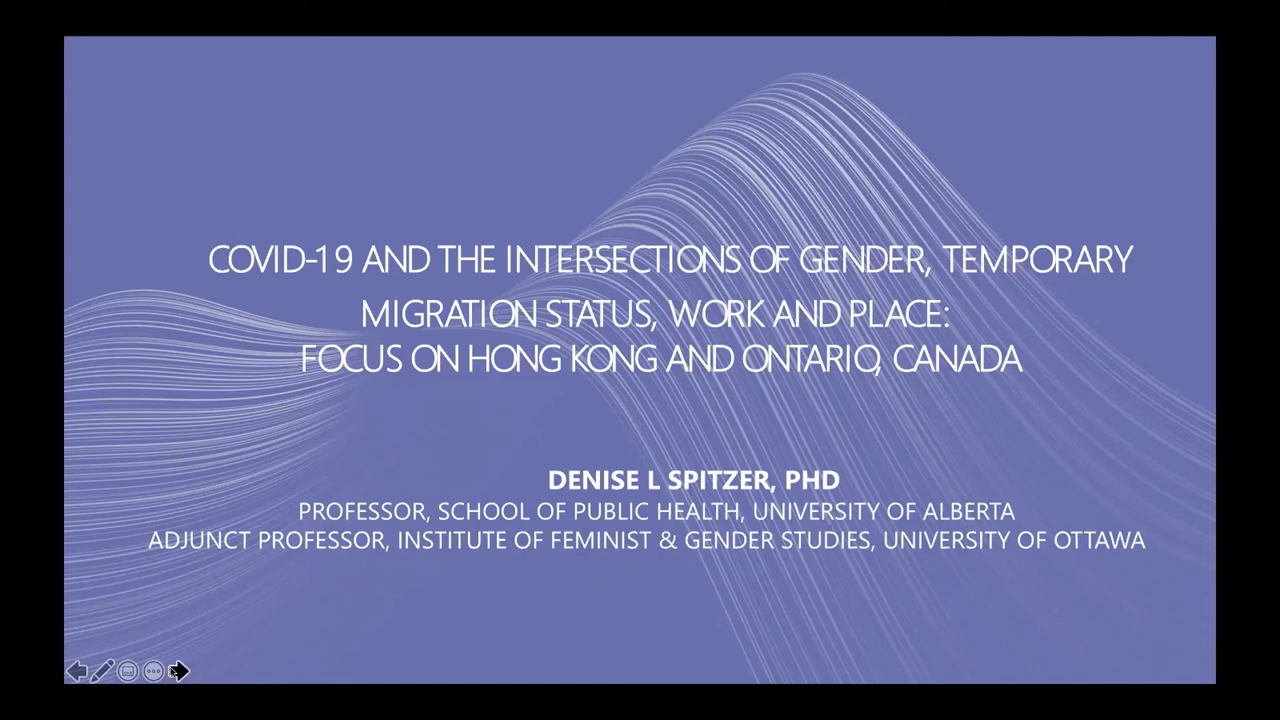 COVID-19 AND THE INTERSECTIONS OF GENDER, TEMPORARY
MIGRATION STATUS, WORK AND PLACE:
FOCUS ON HONG KONG AND ONTARIO, CANADA
DENISE L SPITZER, PHD
PROFESSOR, SCHOOL OF PUBLIC HEALTH, UNIVERSITY OF ALBERTA
ADJUNCT PROFESSOR, INSTITUTE OF FEMINIST & GENDER STUDIES, UNIVERSITY OF OTTAWA